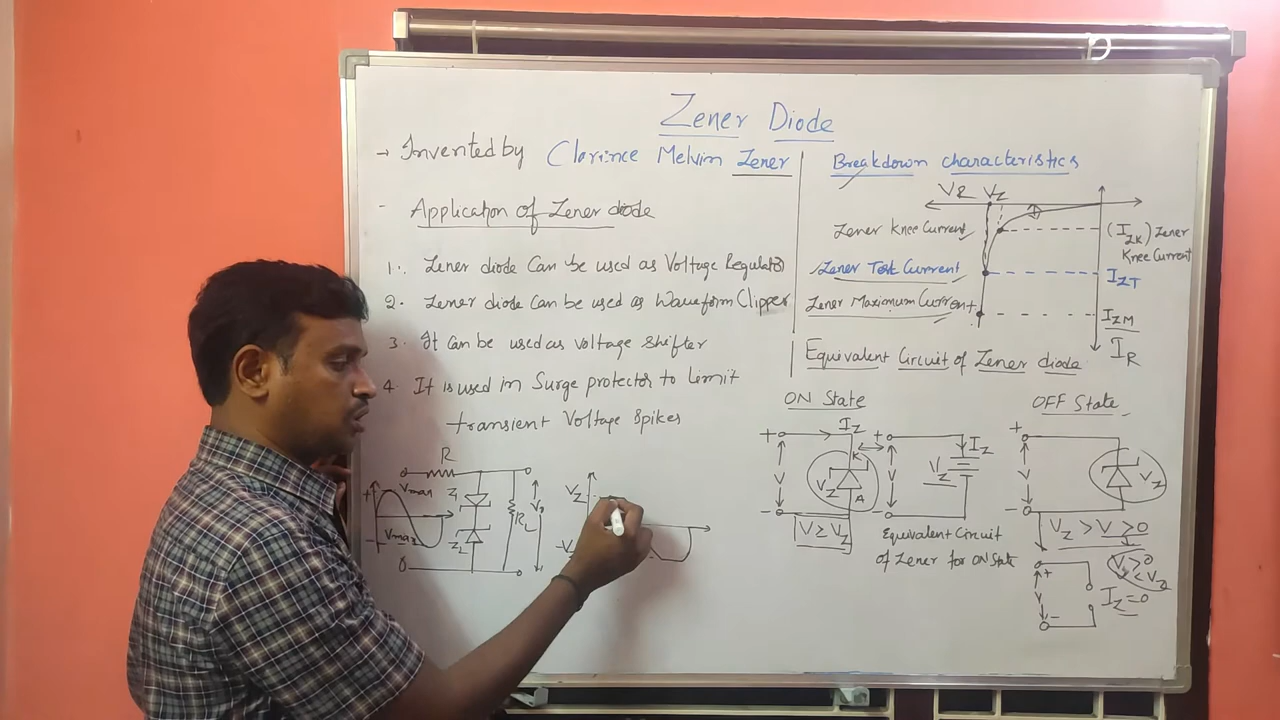 Zener Diode
→ Invented by Clarince Melvin Zener
- Application of Zener diode
1. Zener diode Can be used as Voltage Regulator
2. Zener diode Can be used as Waveform Clipper
3. It Can be used as Voltage Shifter
4. It is used in Surge protector to Limit
transient Voltage Spikes
R
+ Vmax
Vmax
-
Z1
Z2
RL
V0
VZ
-V
Breakdown characteristics
VR VZ
Zener Knee Current
(IZK) Zener
Knee Current
Zener Test Current
IZT
Zener Maximum Current
IZM
IR
Equivalent Circuit of Zener diode
ON State
+ IZ
K
V
VZ
A
-
V ≥ VZ
+
IZ
V
VZ
-
Equivalent Circuit
of Zener for ON State
OFF State
+
V
VZ
-
VZ > V ≥ 0
V ≥ 0
V < VZ
IZ = 0
+
V
-